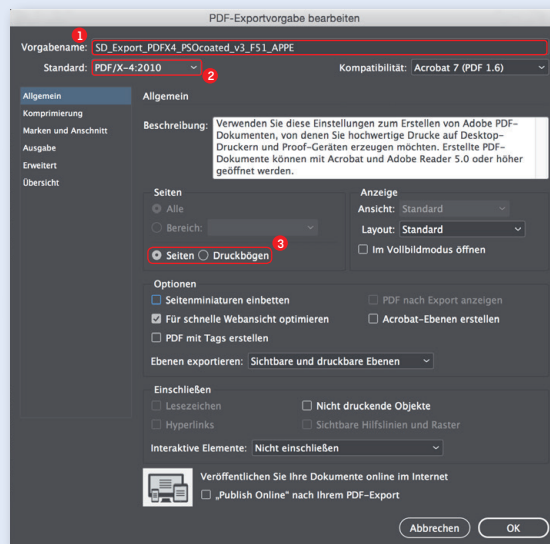 PDF-Exportvorgabe bearbeiten
1
Vorgabename: SD_Export_PDFX4_PSOcoated_v3_F51_APPE
Standard: PDF/X-4:2010
2
Kompatibilität: Acrobat 7 (PDF 1.6)
Allgemein
Komprimierung
Marken und Anschnitt
Ausgabe
Erweitert
Übersicht
Allgemein
Beschreibung: Verwenden Sie diese Einstellungen zum Erstellen von Adobe PDF-
Dokumenten, von denen Sie hochwertige Drucke auf Desktop-
Druckern und Proof-Geräten erzeugen möchten. Erstellte PDF-
Dokumente können mit Acrobat und Adobe Reader 5.0 oder höher
geöffnet werden.
Seiten
Alle
Bereich:
3
Seiten Druckbögen
Anzeige
Ansicht: Standard
Layout: Standard
Im Vollbildmodus öffnen
Optionen
Seitenminiaturen einbetten PDF nach Export anzeigen
Für schnelle Webansicht optimieren Acrobat-Ebenen erstellen
PDF mit Tags erstellen
Ebenen exportieren: Sichtbare und druckbare Ebenen
Einschließen
Lesezeichen Nicht druckende Objekte
Hyperlinks Sichtbare Hilfslinien und Raster
Interaktive Elemente: Nicht einschließen
Veröffentlichen Sie Ihre Dokumente online im Internet
„Publish Online" nach Ihrem PDF-Export
Abbrechen OK